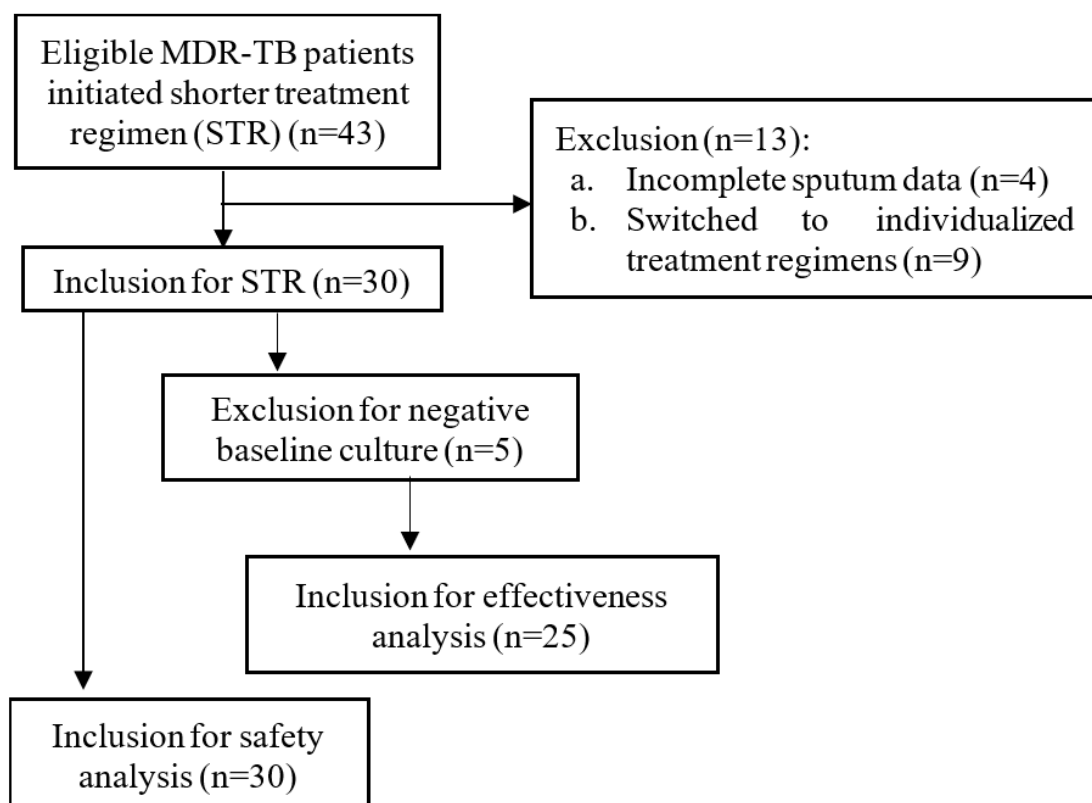 Eligible MDR-TB patients
initiated shorter treatment
regimen (STR) (n=43)
Exclusion (n=13):
a. Incomplete sputum data (n=4)
b. Switched to individualized
treatment regimens (n=9)
Inclusion for STR (n=30)
Exclusion for negative
baseline culture (n=5)
Inclusion for effectiveness
analysis (n=25)
Inclusion for safety
analysis (n=30)